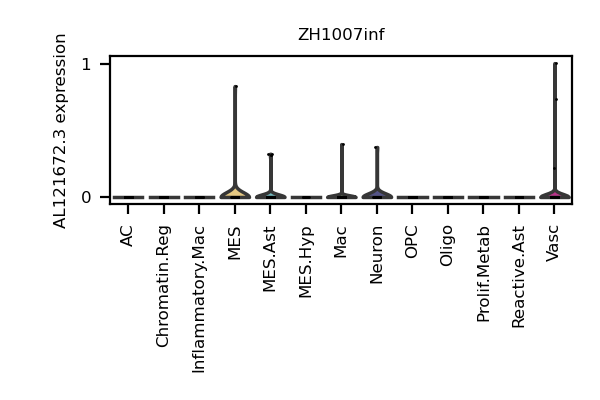 ZH1007inf
AL121672.3 expression
1
0
AC
Chromatin.Reg
Inflammatory.Mac
MES
MES.Ast
MES.Hyp
Mac
Neuron
OPC
Oligo
Prolif.Metab
Reactive.Ast
Vasc